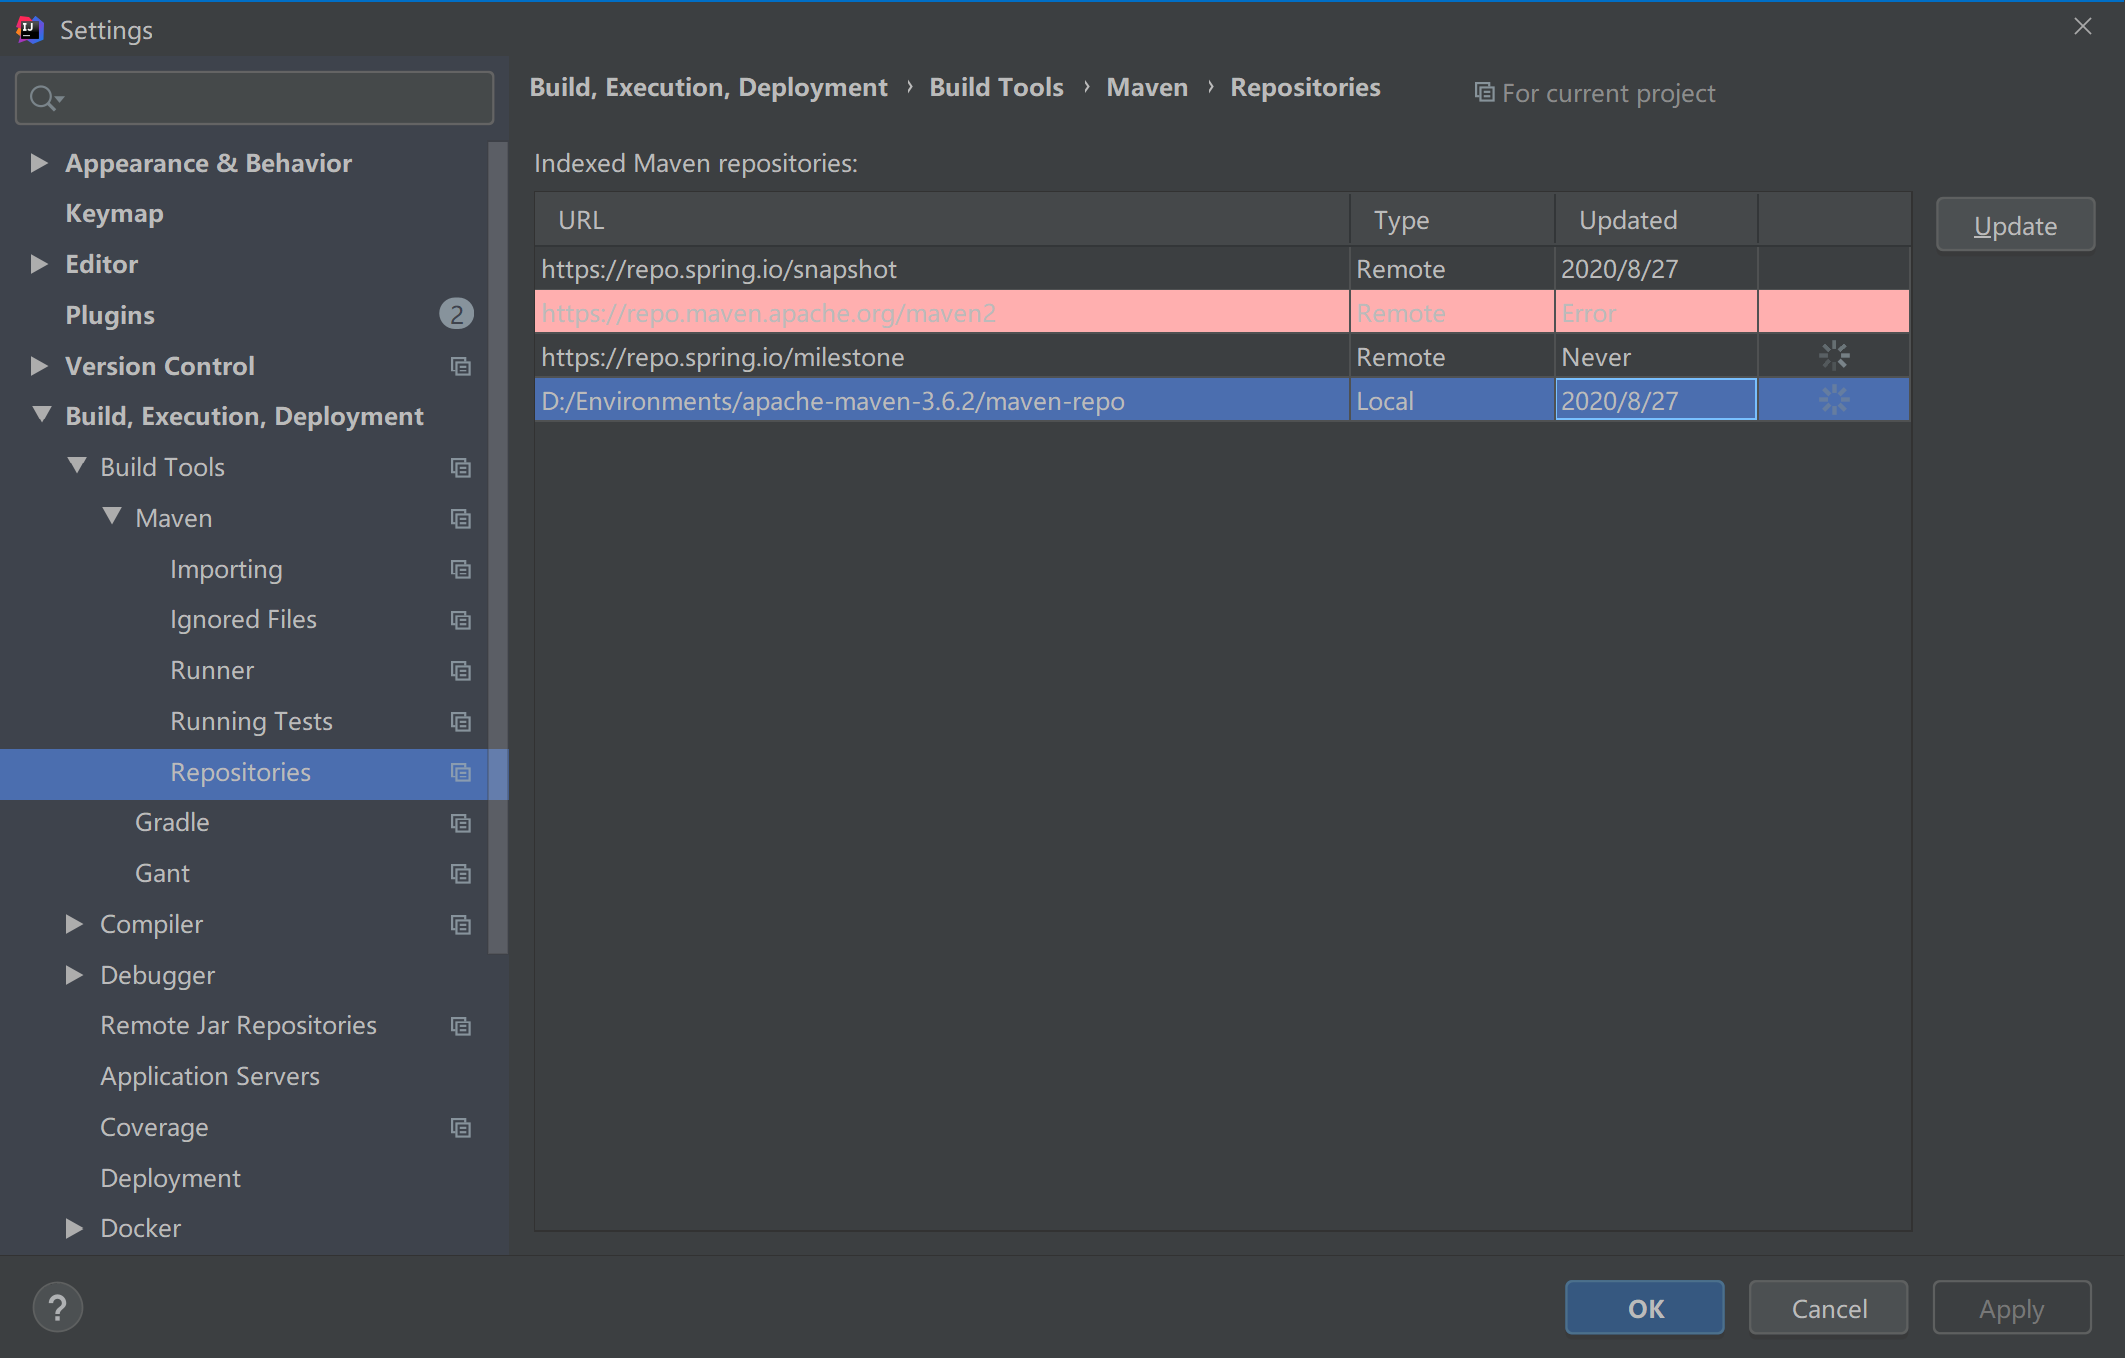 Settings
Build, Execution, Deployment › Build Tools › Maven › Repositories
For current project
Appearance & Behavior
Keymap
Editor
Plugins 2
Version Control
Build, Execution, Deployment
Build Tools
Maven
Importing
Ignored Files
Runner
Running Tests
Repositories
Gradle
Gant
Compiler
Debugger
Remote Jar Repositories
Application Servers
Coverage
Deployment
Docker
Indexed Maven repositories:
URL Type Updated
https://repo.spring.io/snapshot Remote 2020/8/27
https://repo.maven.apache.org/maven2 Remote Error
https://repo.spring.io/milestone Remote Never
D:/Environments/apache-maven-3.6.2/maven-repo Local 2020/8/27
Update
?
OK
Cancel
Apply